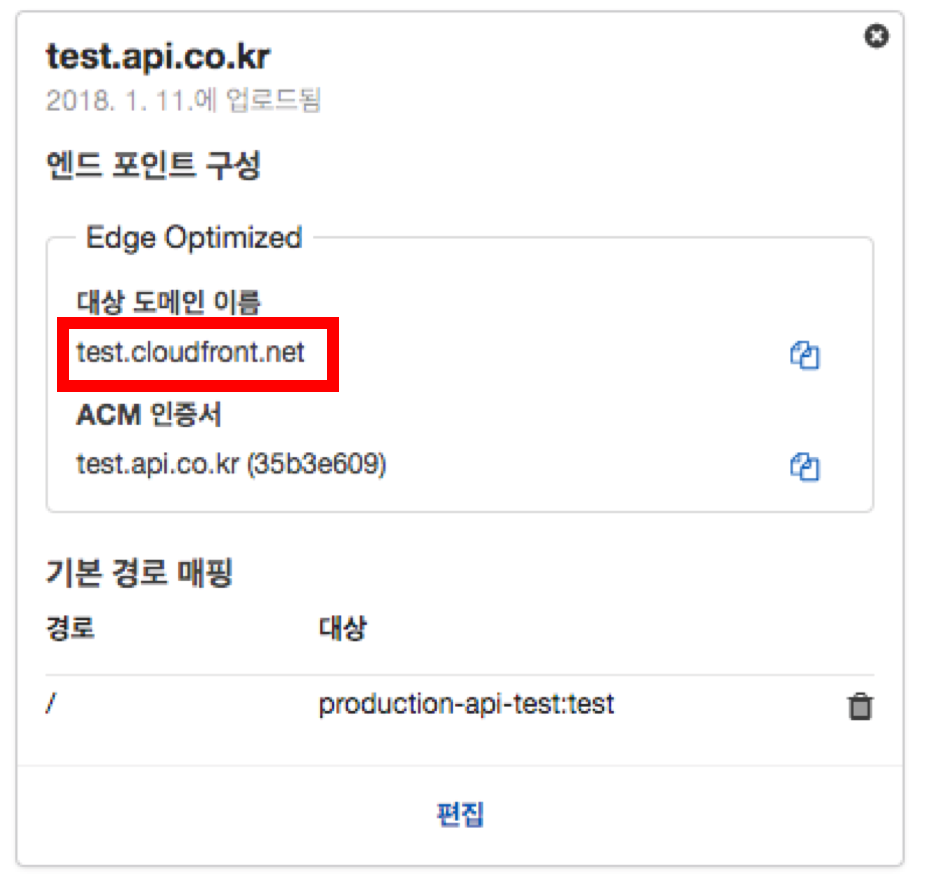 test.api.co.kr
2018. 1. 11.에 업로드됨
엔드 포인트 구성
Edge Optimized
대상 도메인 이름
test.cloudfront.net
ACM 인증서
test.api.co.kr (35b3e609)
기본 경로 매핑
경로 대상
/ production-api-test:test
편집